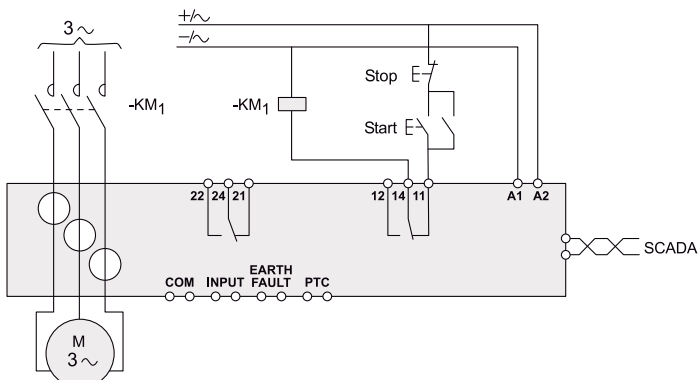 3 ~
+/~
−/~
-KM1
-KM1
Stop
Start
22 24 21
12 14 11
A1 A2
SCADA
COM INPUT EARTH FAULT PTC
M
3 ~